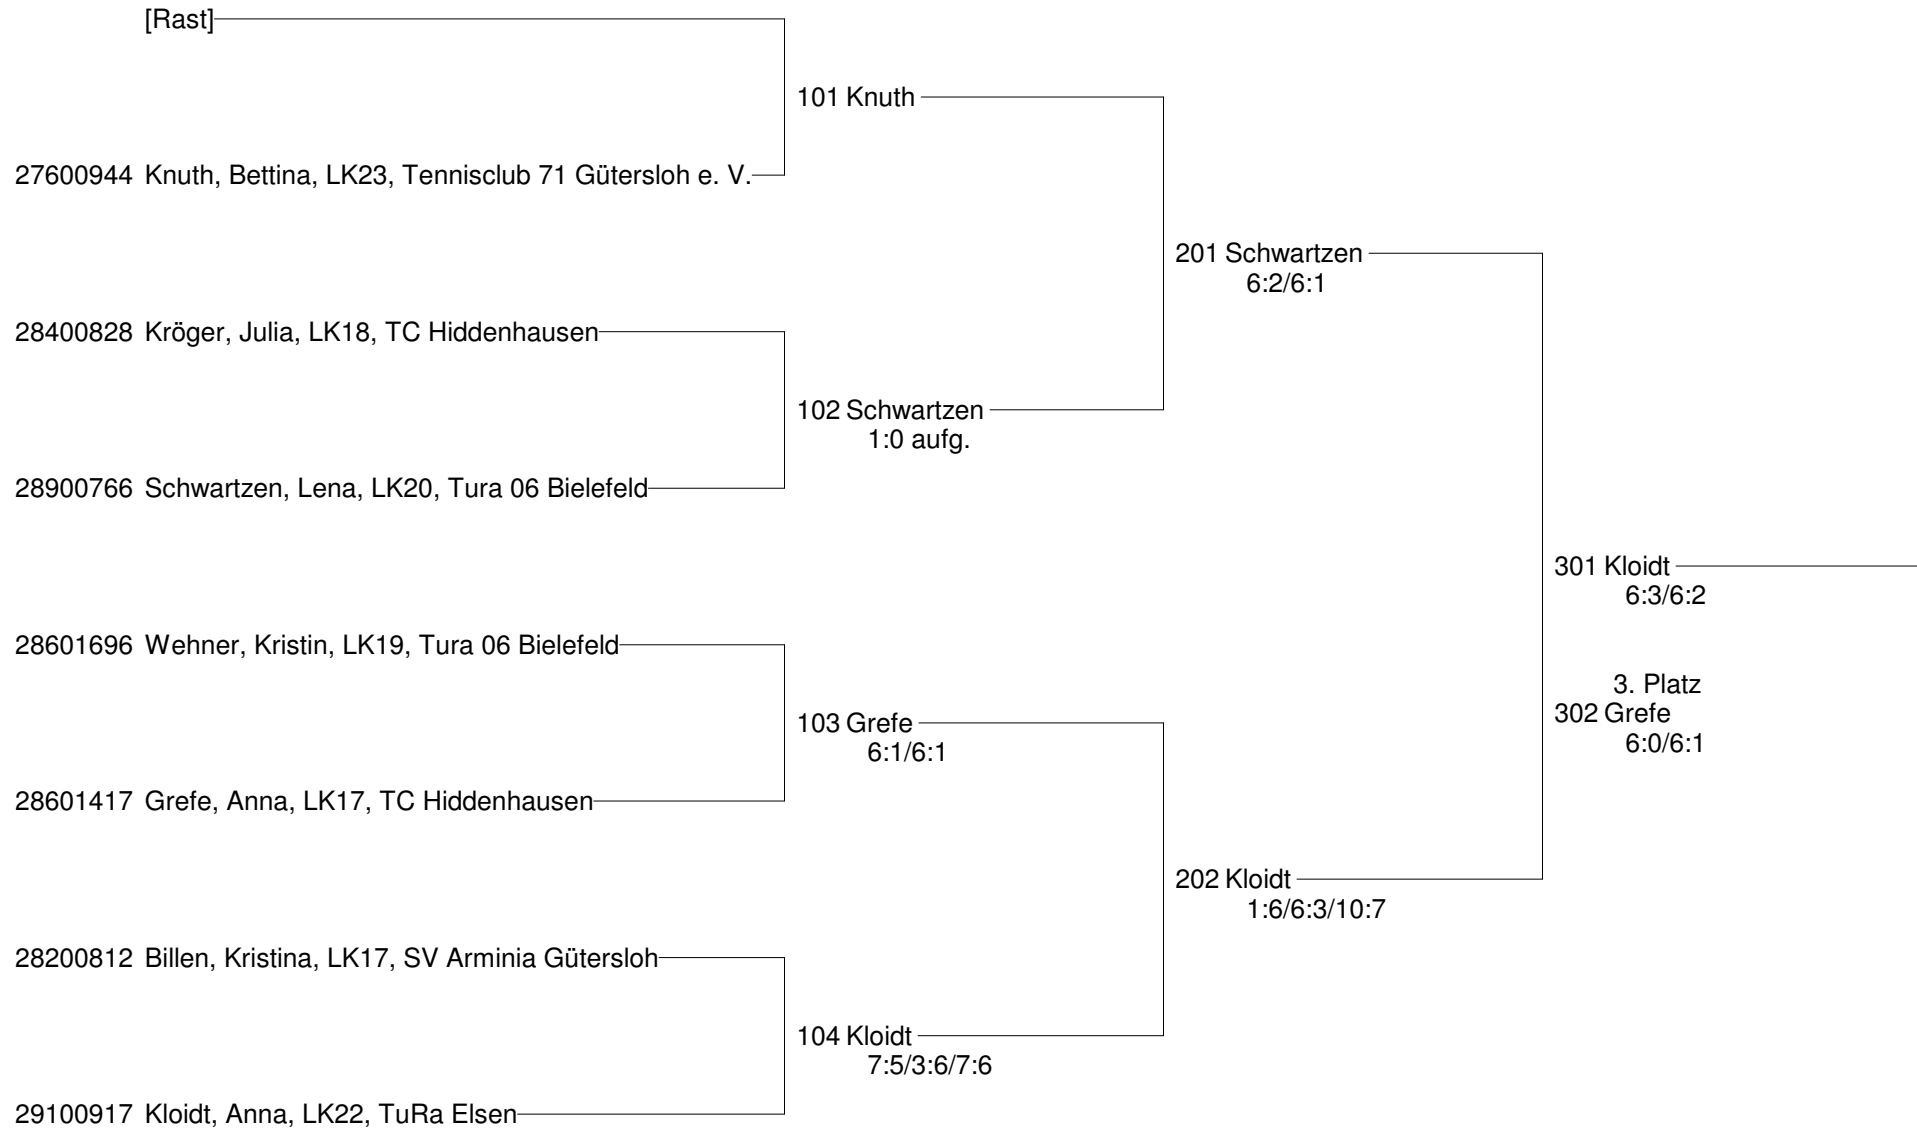 [Rast]
101 Knuth
27600944 Knuth, Bettina, LK23, Tennisclub 71 Gütersloh e. V.
201 Schwartzen
6:2/6:1
28400828 Kröger, Julia, LK18, TC Hiddenhausen
102 Schwartzen
1:0 aufg.
28900766 Schwartzen, Lena, LK20, Tura 06 Bielefeld
301 Kloidt
6:3/6:2
28601696 Wehner, Kristin, LK19, Tura 06 Bielefeld
3. Platz
302 Grefe
6:0/6:1
103 Grefe
6:1/6:1
28601417 Grefe, Anna, LK17, TC Hiddenhausen
202 Kloidt
1:6/6:3/10:7
28200812 Billen, Kristina, LK17, SV Arminia Gütersloh
104 Kloidt
7:5/3:6/7:6
29100917 Kloidt, Anna, LK22, TuRa Elsen